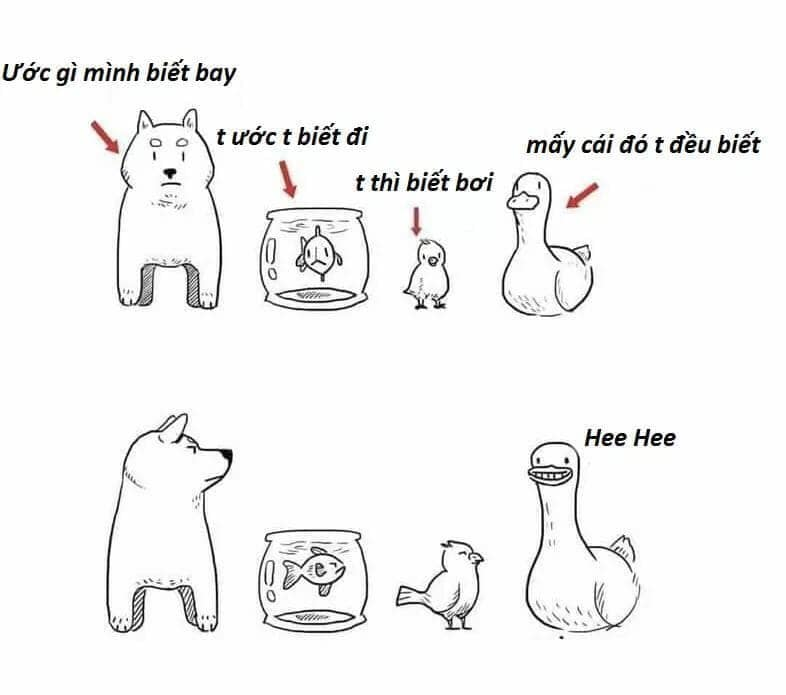 Ước gì mình biết bay
t ước t biết đi
t thì biết bơi
mấy cái đó t đều biết
Hee Hee